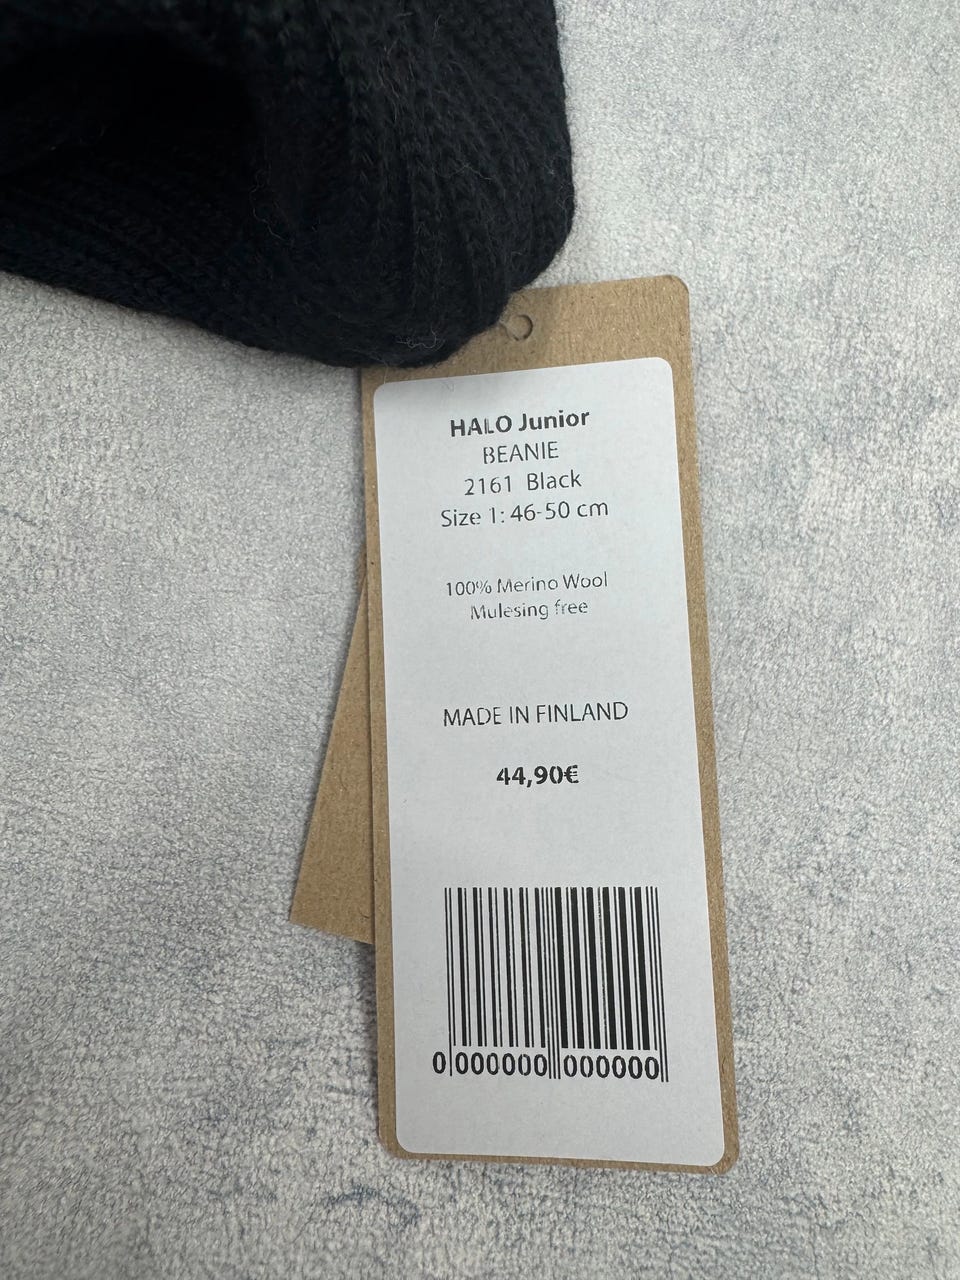 HALO Junior
BEANIE
2161 Black
Size 1: 46-50 cm
100% Merino Wool
Mulesing free
MADE IN FINLAND
44,90€
0 000000 000000